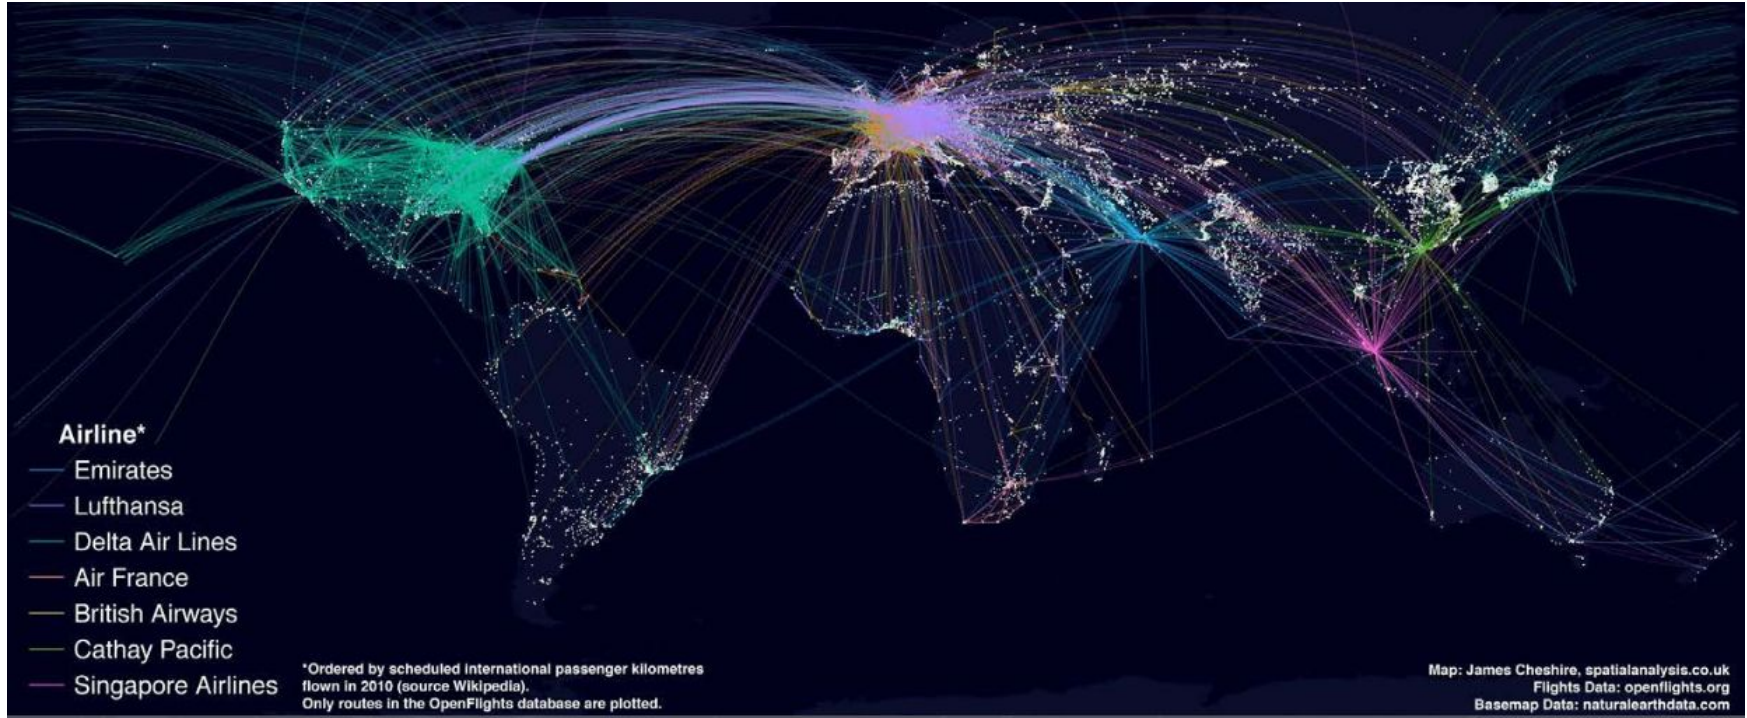 Airline*
Emirates
Lufthansa
Delta Air Lines
Air France
British Airways
Cathay Pacific
Singapore Airlines
*Ordered by scheduled international passenger kilometres
flown in 2010 (source Wikipedia).
Only routes in the OpenFlights database are plotted.
Map: James Cheshire, spatialanalysis.co.uk
Flights Data: openflights.org
Basemap Data: naturalearthdata.com